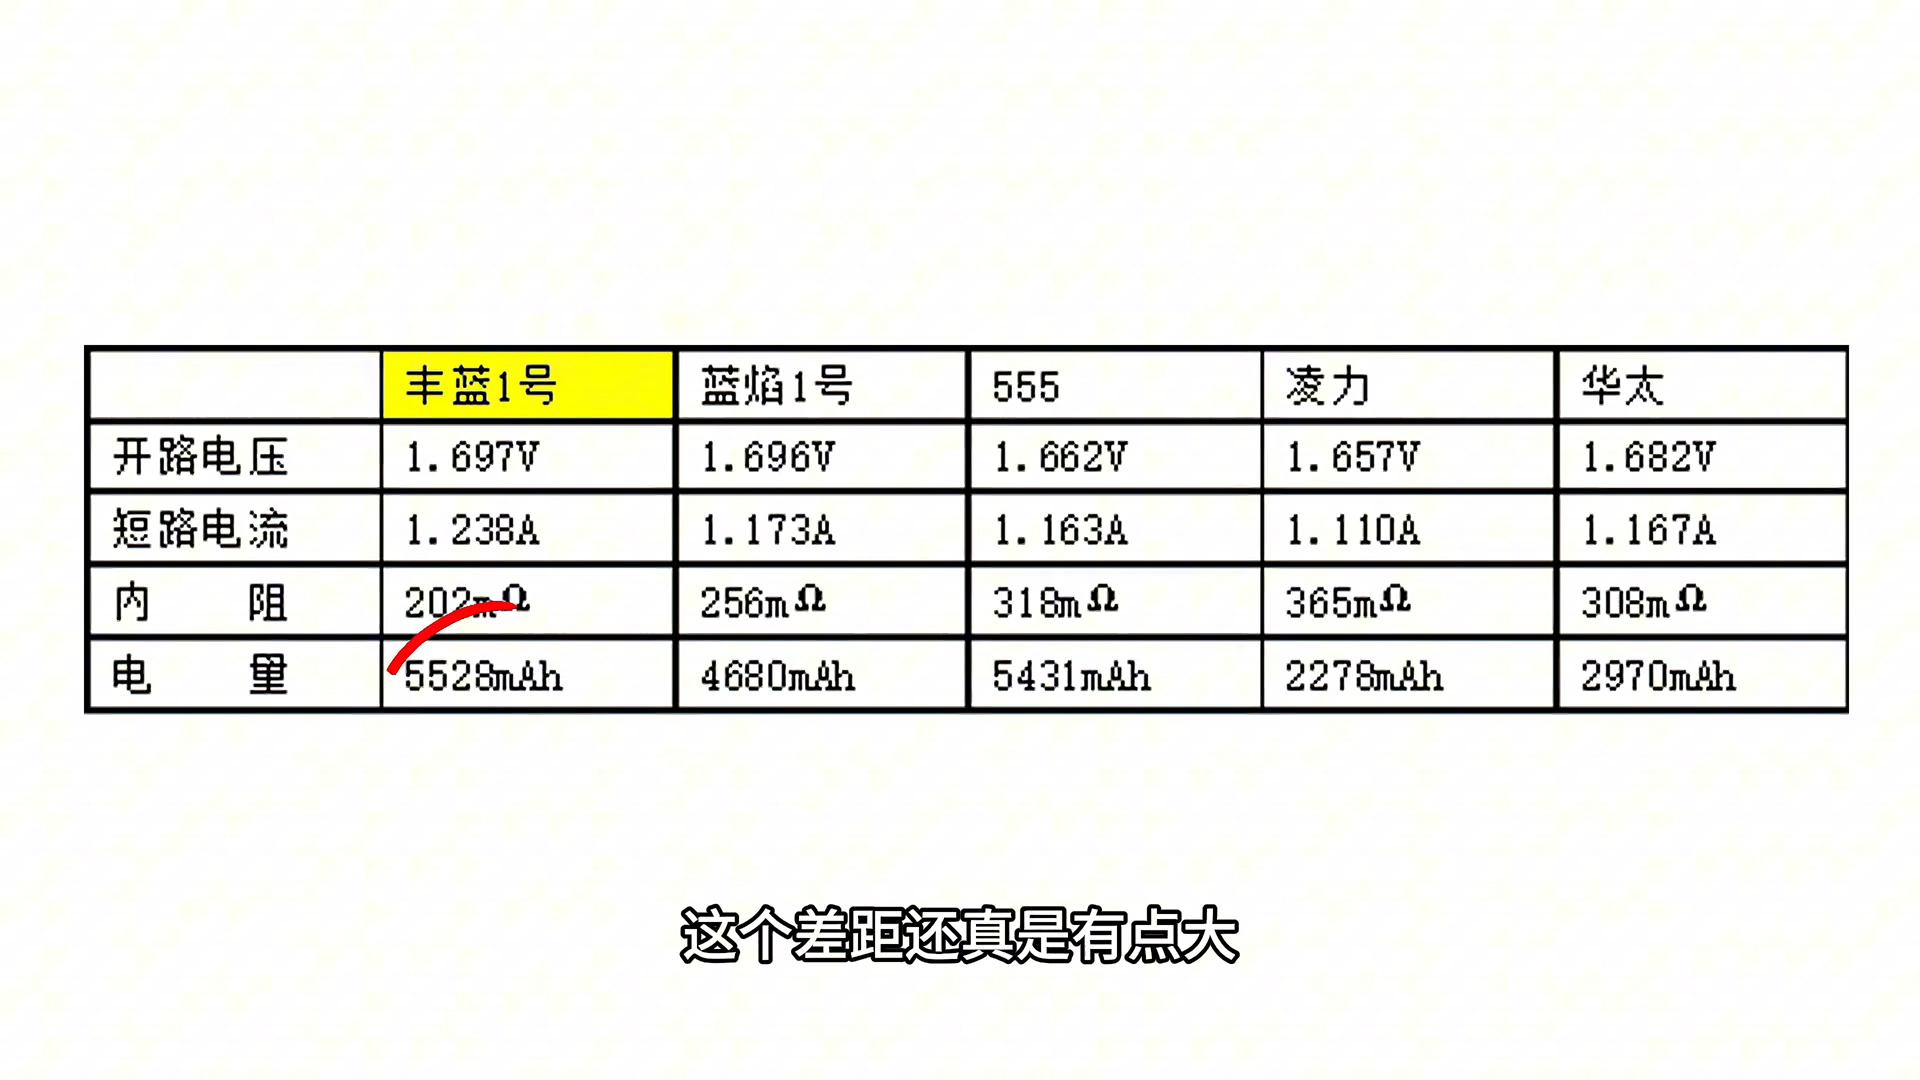 丰蓝1号 蓝焰1号 555 凌力 华太
开路电压 1.697V 1.696V 1.662V 1.657V 1.682V
短路电流 1.238A 1.173A 1.163A 1.110A 1.167A
内 阻 202mΩ 256mΩ 318mΩ 365mΩ 308mΩ
电 量 5528mAh 4680mAh 5431mAh 2278mAh 2970mAh
这个差距还真是有点大